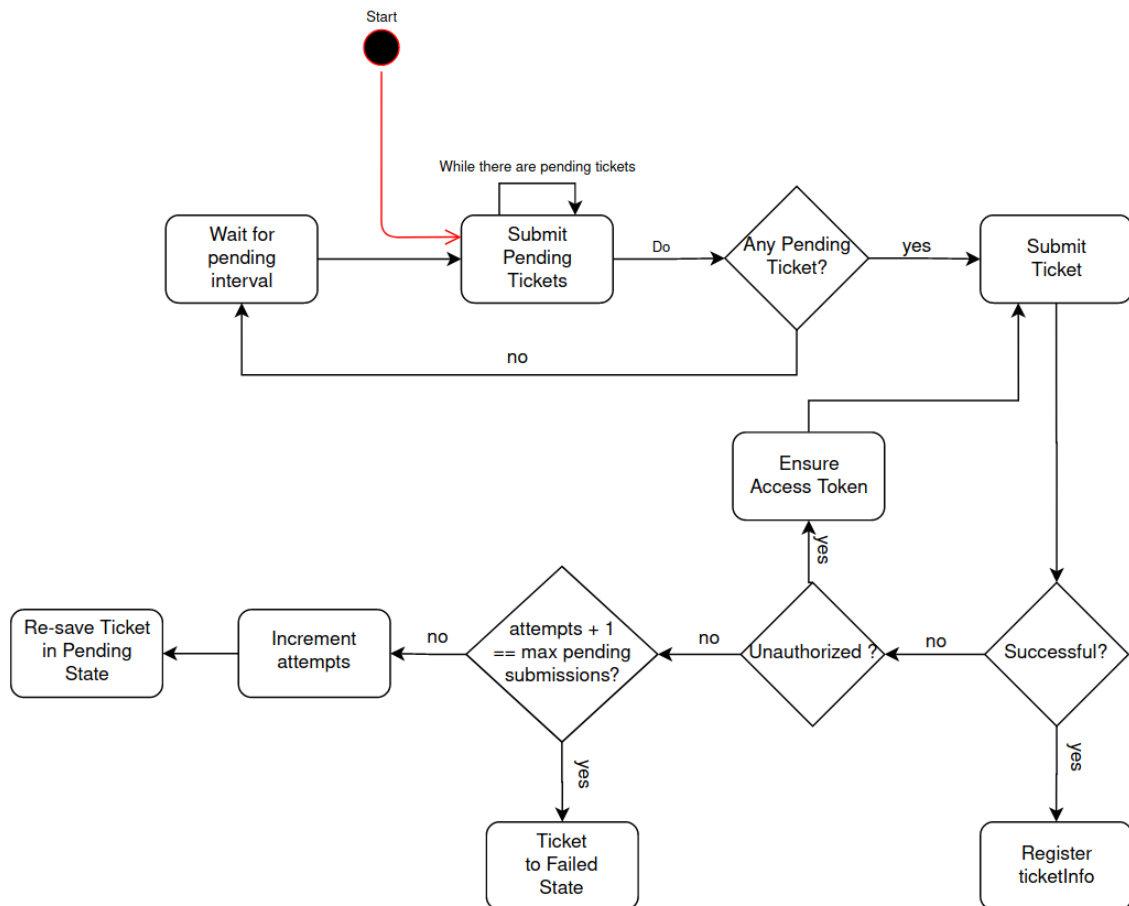 Start
While there are pending tickets
Wait for
pending
interval
Submit
Pending
Tickets
Do
Any Pending
Ticket?
yes
Submit
Ticket
no
Ensure
Access Token
yes
Re-save Ticket
in Pending
State
Increment
attempts
no
attempts + 1
== max pending
submissions?
no
Unauthorized ?
no
Successful?
yes
yes
Ticket
to Failed
State
Register
ticketInfo